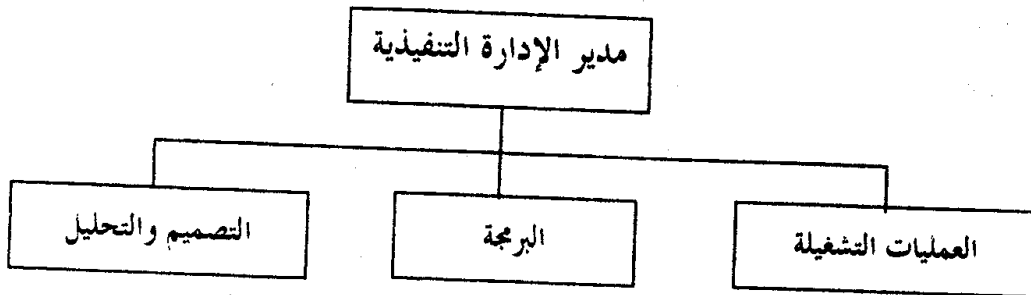 مدير الإدارة التنفيذية
العمليات التشغيلة
البرمجة
التصميم والتحليل